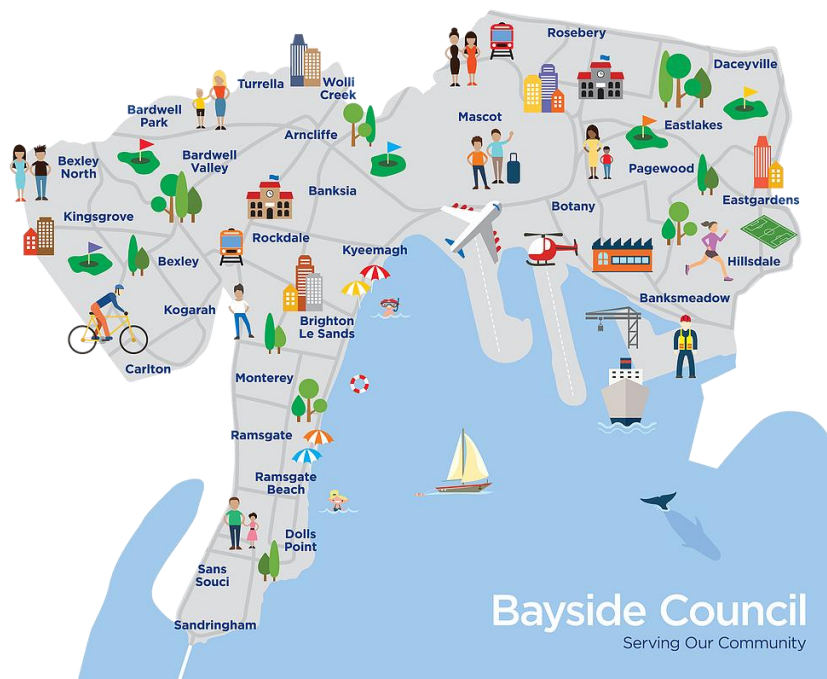 Rosebery
Daceyville
Turrella
Wolli
Creek
Bardwell
Park
Mascot
Arncliffe
Eastlakes
Bexley
North
Bardwell
Valley
Pagewood
Banksia
Eastgardens
Kingsgrove
Botany
Rockdale
Kyeemagh
Bexley
Hillsdale
Banksmeadow
Kogarah
Brighton
Le Sands
Carlton
Monterey
Ramsgate
Ramsgate
Beach
Dolls
Point
Sans
Souci
Sandringham
Bayside Council
Serving Our Community